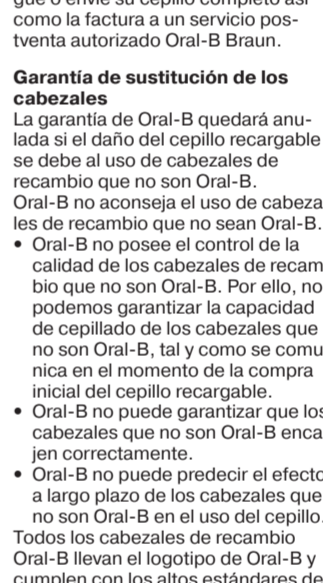 gue o envíe su cepillo completo así
como la factura a un servicio pos-
tventa autorizado Oral-B Braun.
Garantía de sustitución de los
cabezales
La garantía de Oral-B quedará anu-
lada si el daño del cepillo recargable
se debe al uso de cabezales de
recambio que no son Oral-B.
Oral-B no aconseja el uso de cabeza
les de recambio que no sean Oral-B.
• Oral-B no posee el control de la
calidad de los cabezales de recam
bio que no son Oral-B. Por ello, no
podemos garantizar la capacidad
de cepillado de los cabezales que
no son Oral-B, tal y como se comu
nica en el momento de la compra
inicial del cepillo recargable.
• Oral-B no puede garantizar que los
cabezales que no son Oral-B enca
jen correctamente.
• Oral-B no puede predecir el efecto
a largo plazo de los cabezales que
no son Oral-B en el uso del cepillo.
Todos los cabezales de recambio
Oral-B llevan el logotipo de Oral-B y
cumplen con los altos estándares de